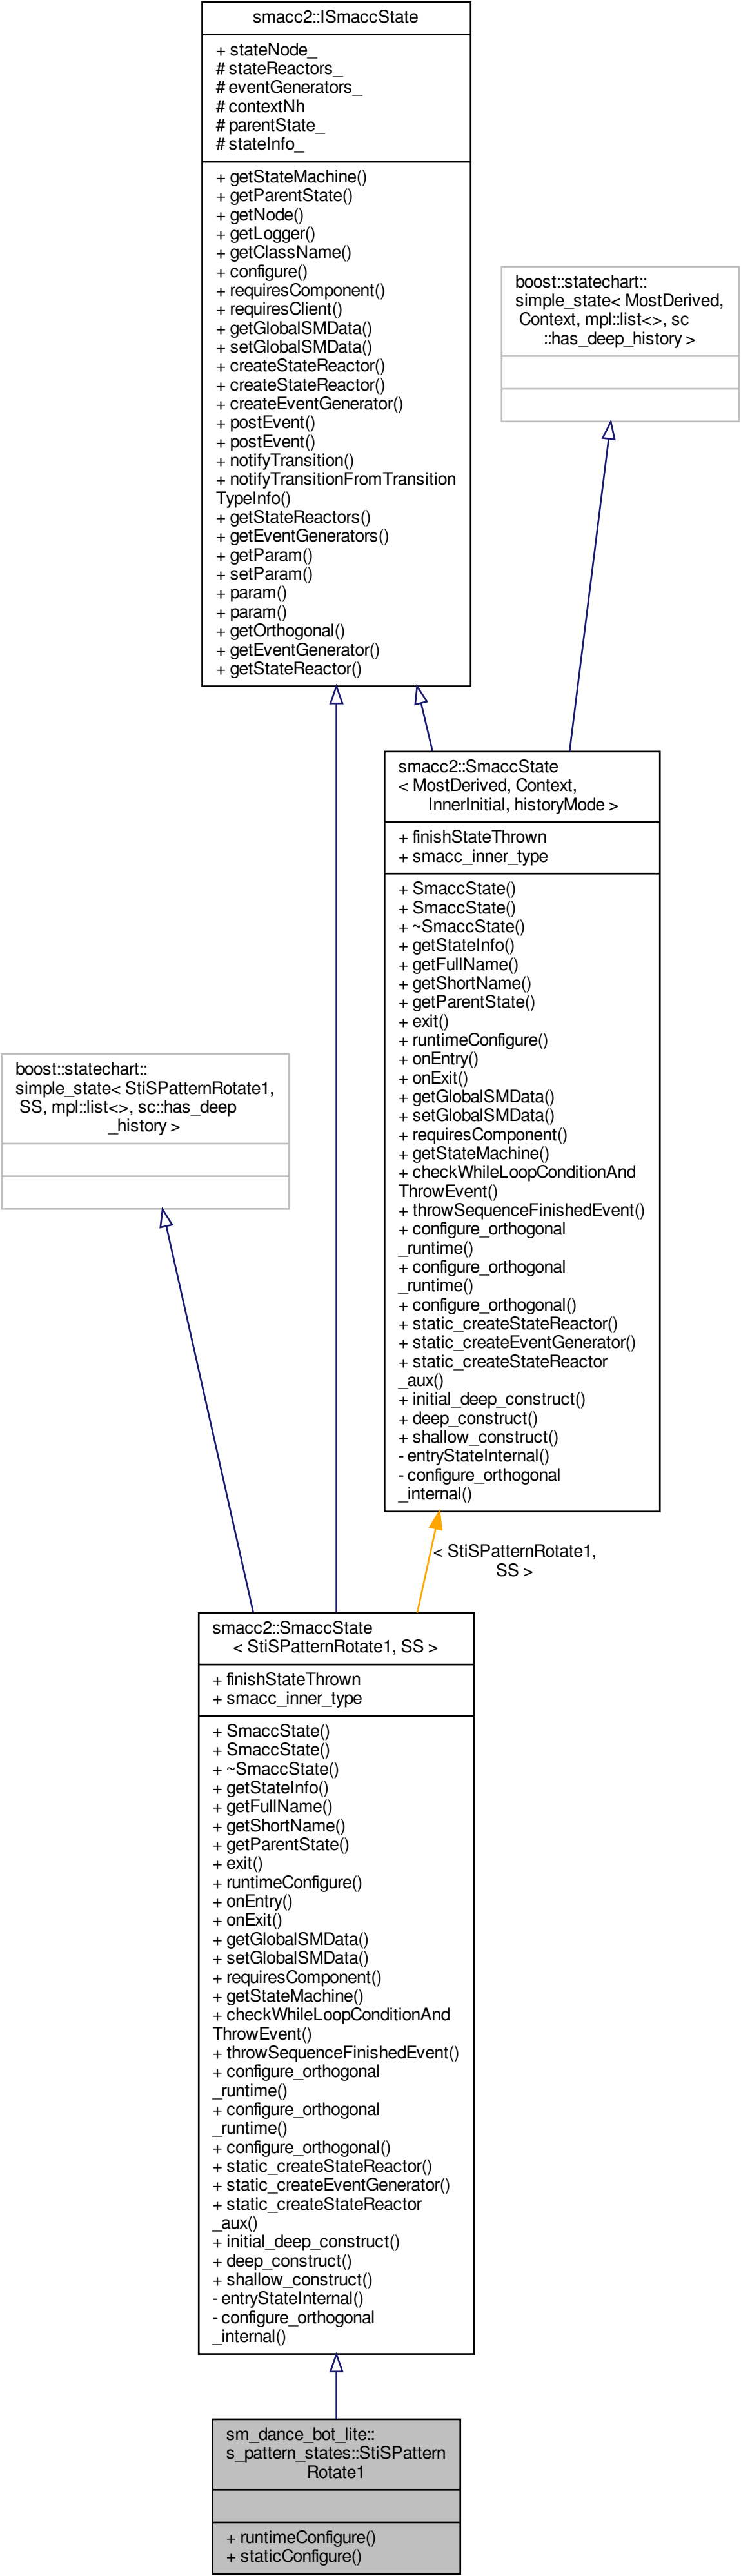 smacc2::ISmaccState
+ stateNode_
# stateReactors_
# eventGenerators_
# contextNh
# parentState_
# stateInfo_
+ getStateMachine()
+ getParentState()
+ getNode()
+ getLogger()
+ getClassName()
+ configure()
+ requiresComponent()
+ requiresClient()
+ getGlobalSMData()
+ setGlobalSMData()
+ createStateReactor()
+ createStateReactor()
+ createEventGenerator()
+ postEvent()
+ postEvent()
+ notifyTransition()
+ notifyTransitionFromTransition
TypeInfo()
+ getStateReactors()
+ getEventGenerators()
+ getParam()
+ setParam()
+ param()
+ param()
+ getOrthogonal()
+ getEventGenerator()
+ getStateReactor()
boost::statechart::
simple_state< MostDerived,
Context, mpl::list<>, sc
::has_deep_history >
smacc2::SmaccState
< MostDerived, Context,
InnerInitial, historyMode >
+ finishStateThrown
+ smacc_inner_type
+ SmaccState()
+ SmaccState()
+ ~SmaccState()
+ getStateInfo()
+ getFullName()
+ getShortName()
+ getParentState()
+ exit()
+ runtimeConfigure()
+ onEntry()
+ onExit()
+ getGlobalSMData()
+ setGlobalSMData()
+ requiresComponent()
+ getStateMachine()
+ checkWhileLoopConditionAnd
ThrowEvent()
+ throwSequenceFinishedEvent()
+ configure_orthogonal
_runtime()
+ configure_orthogonal
_runtime()
+ configure_orthogonal()
+ static_createStateReactor()
+ static_createEventGenerator()
+ static_createStateReactor
_aux()
+ initial_deep_construct()
+ deep_construct()
+ shallow_construct()
- entryStateInternal()
- configure_orthogonal
_internal()
boost::statechart::
simple_state< StiSPatternRotate1,
SS, mpl::list<>, sc::has_deep
_history >
< StiSPatternRotate1,
SS >
smacc2::SmaccState
< StiSPatternRotate1, SS >
+ finishStateThrown
+ smacc_inner_type
+ SmaccState()
+ SmaccState()
+ ~SmaccState()
+ getStateInfo()
+ getFullName()
+ getShortName()
+ getParentState()
+ exit()
+ runtimeConfigure()
+ onEntry()
+ onExit()
+ getGlobalSMData()
+ setGlobalSMData()
+ requiresComponent()
+ getStateMachine()
+ checkWhileLoopConditionAnd
ThrowEvent()
+ throwSequenceFinishedEvent()
+ configure_orthogonal
_runtime()
+ configure_orthogonal
_runtime()
+ configure_orthogonal()
+ static_createStateReactor()
+ static_createEventGenerator()
+ static_createStateReactor
_aux()
+ initial_deep_construct()
+ deep_construct()
+ shallow_construct()
- entryStateInternal()
- configure_orthogonal
_internal()
sm_dance_bot_lite::
s_pattern_states::StiSPattern
Rotate1
+ runtimeConfigure()
+ staticConfigure()